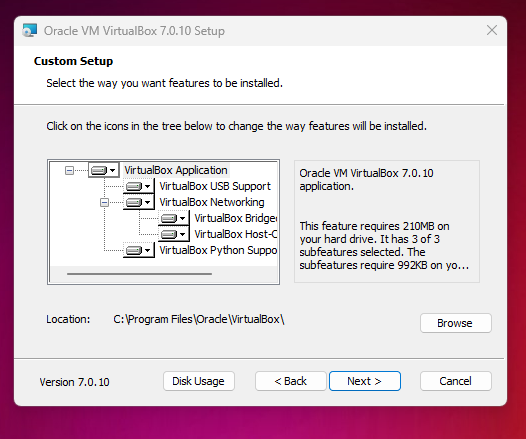 Oracle VM VirtualBox 7.0.10 Setup
Custom Setup
Select the way you want features to be installed.
Click on the icons in the tree below to change the way features will be installed.
VirtualBox Application
VirtualBox USB Support
VirtualBox Networking
VirtualBox Bridge
VirtualBox Host-O
VirtualBox Python Suppo
Oracle VM VirtualBox 7.0.10
application.
This feature requires 210MB on
your hard drive. It has 3 of 3
subfeatures selected. The
subfeatures require 992KB on yo...
Location:
C:\Program Files\Oracle\VirtualBox\
Browse
Version 7.0.10
Disk Usage
< Back
Next >
Cancel